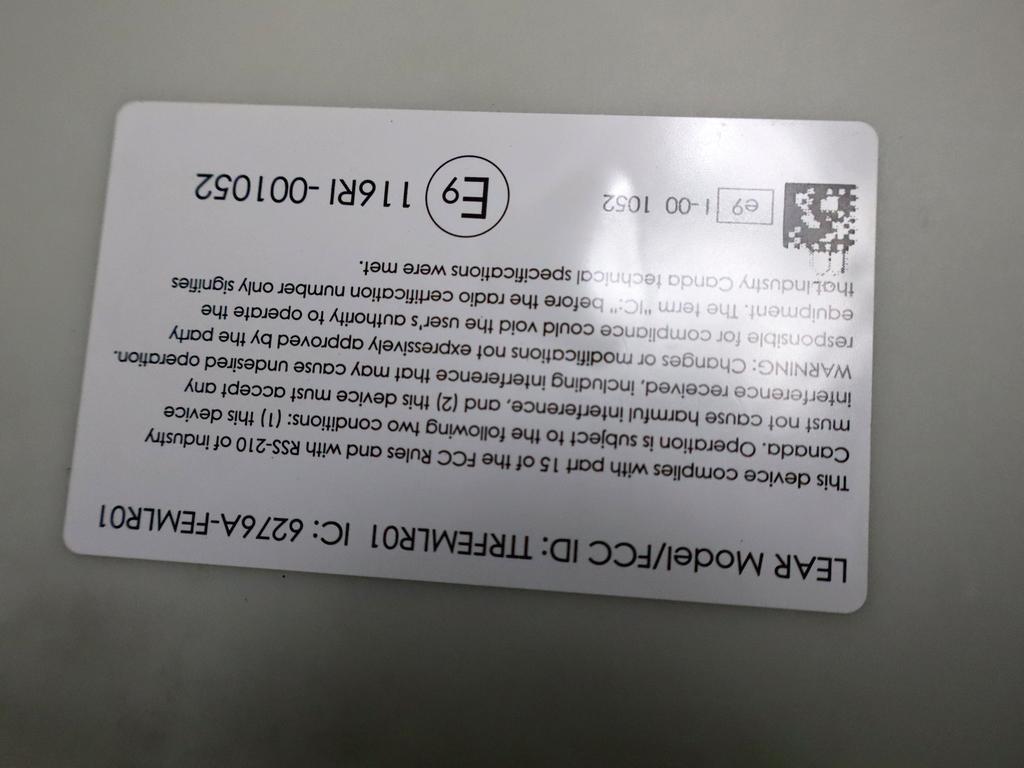 LEAR Model/FCC ID: TTRFEMLR01 IC: 6276A-FEMLR01
This device complies with part 15 of the FCC Rules and with RSS-210 of industry
Canada. Operation is subject to the following two conditions: (1) this device
must not cause harmful interference, and (2) this device must accept any
interference received, including interference that may cause undesired operation.
WARNING: Changes or modifications not expressively approved by the party
responsible for compliance could void the user's authority to operate the
equipment. The term "IC:" before the radio certification number only signifies
that Industry Canda technical specifications were met.
e9 I-00 1052
E9 116RI-001052